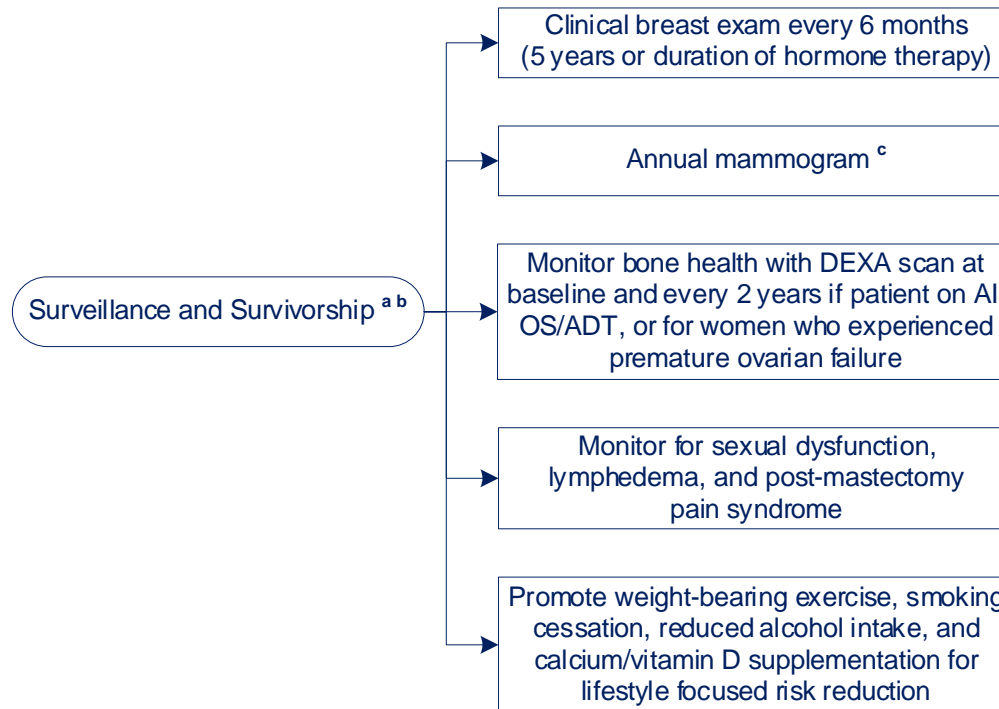 Clinical breast exam every 6 months
(5 years or duration of hormone therapy)
Annual mammogram c
Monitor bone health with DEXA scan at
baseline and every 2 years if patient on AI
OS/ADT, or for women who experienced
premature ovarian failure
Surveillance and Survivorship a b
Monitor for sexual dysfunction,
lymphedema, and post-mastectomy
pain syndrome
Promote weight-bearing exercise, smoking
cessation, reduced alcohol intake, and
calcium/vitamin D supplementation for
lifestyle focused risk reduction